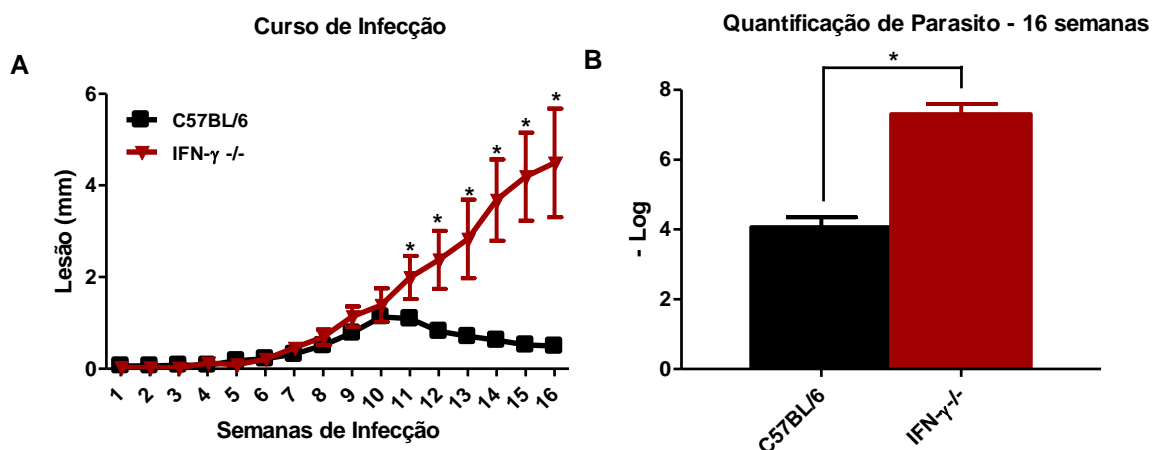 Curso de Infecção
A
6
4
2
0
Lesão (mm)
C57BL/6
IFN-γ -/-
* * * * * *
1 2 3 4 5 6 7 8 9 10 11 12 13 14 15 16
Semanas de Infecção
Quantificação de Parasito - 16 semanas
B
*
8
6
4
2
0
- Log
C57BL/6
IFN-γ-/-